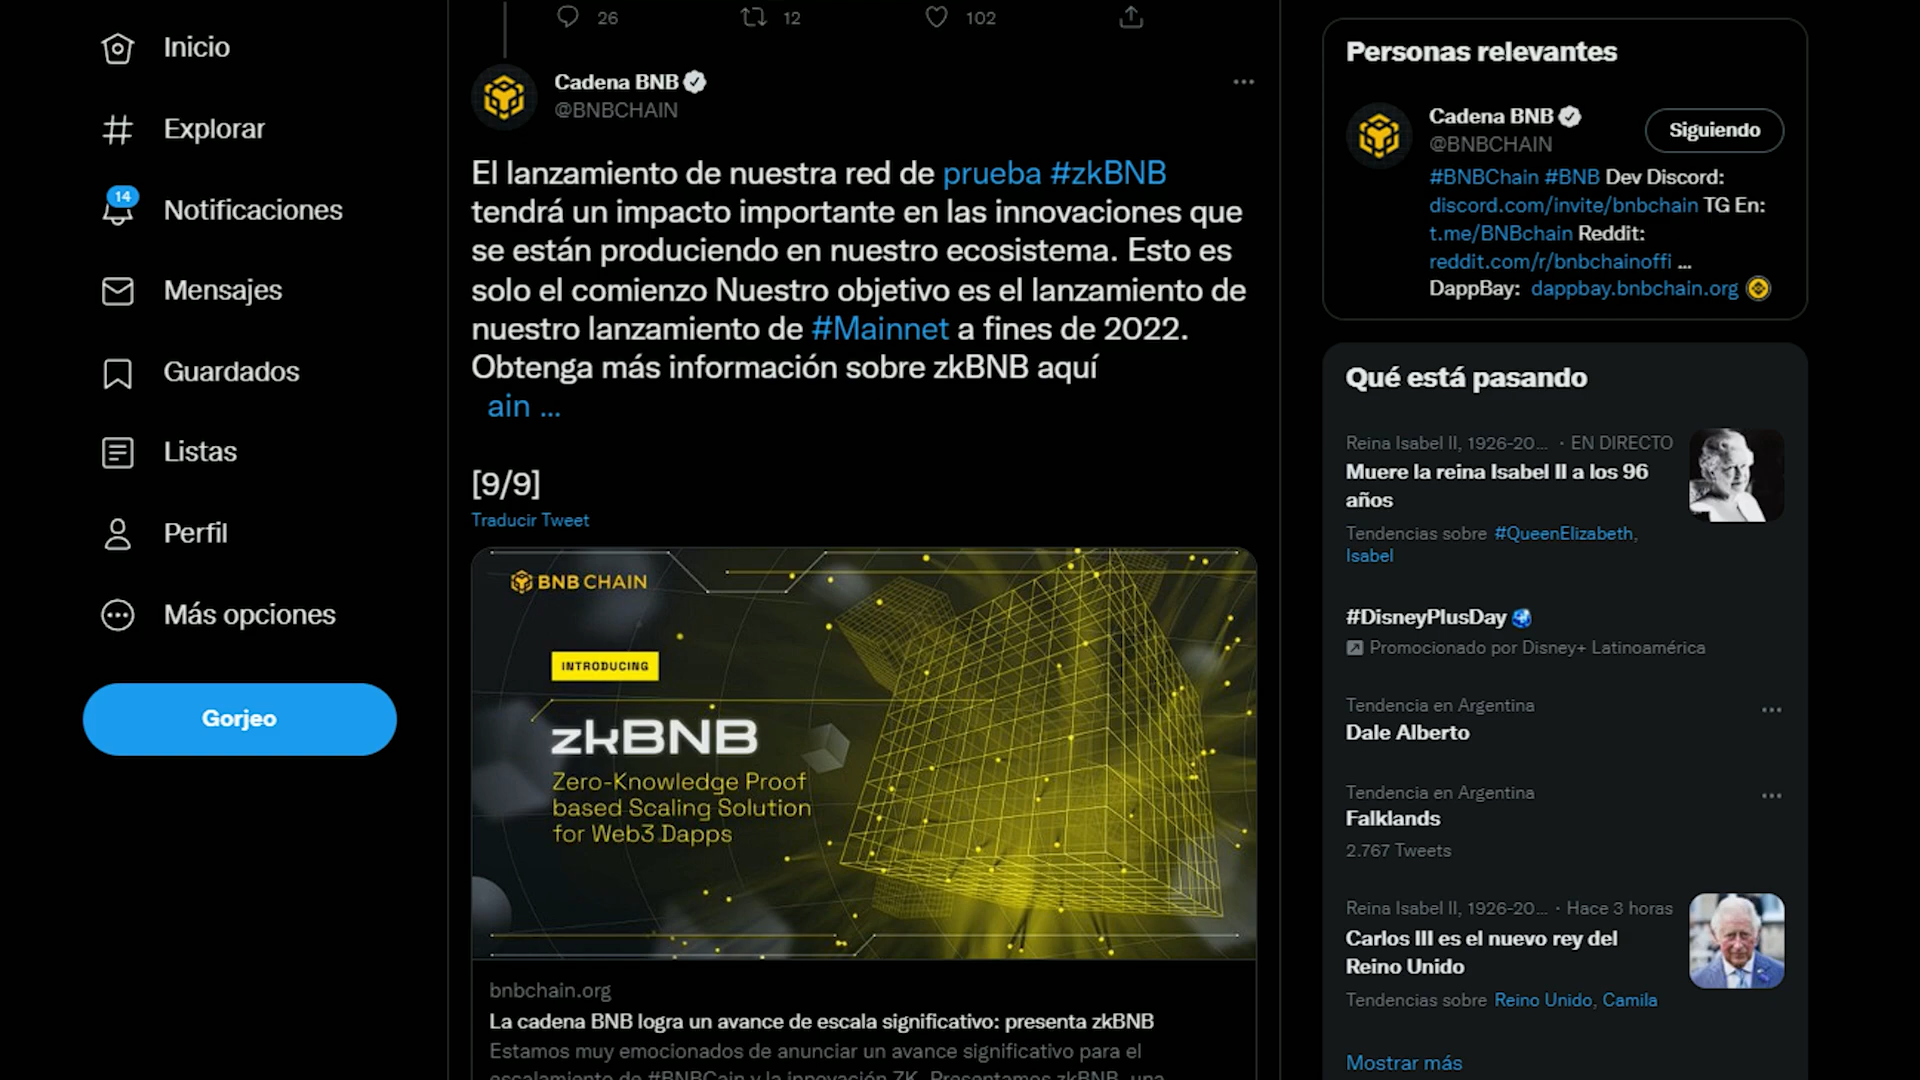 Inicio
Explorar
14
Notificaciones
Mensajes
Guardados
Listas
Perfil
Más opciones
Gorjeo
26 12 102
Cadena BNB
@BNBCHAIN
El lanzamiento de nuestra red de prueba #zkBNB
tendrá un impacto importante en las innovaciones que
se están produciendo en nuestro ecosistema. Esto es
solo el comienzo Nuestro objetivo es el lanzamiento de
nuestro lanzamiento de #Mainnet a fines de 2022.
Obtenga más información sobre zkBNB aquí
ain ...
[9/9]
Traducir Tweet
BNB CHAIN
INTRODUCING
zkBNB
Zero-Knowledge Proof
based Scaling Solution
for Web3 Dapps
bnbchain.org
La cadena BNB logra un avance de escala significativo: presenta zkBNB
Estamos muy emocionados de anunciar un avance significativo para el
escalamiento de #BNBCain y la innovación ZK. Presentamos zkBNB, una
Personas relevantes
Cadena BNB
@BNBCHAIN
Siguiendo
#BNBChain #BNB Dev Discord:
discord.com/invite/bnbchain TG En:
t.me/BNBchain Reddit:
reddit.com/r/bnbchainoffi ...
DappBay: dappbay.bnbchain.org
Qué está pasando
Reina Isabel II, 1926-20... · EN DIRECTO
Muere la reina Isabel II a los 96
años
Tendencias sobre #QueenElizabeth,
Isabel
#DisneyPlusDay
Promocionado por Disney+ Latinoamérica
Tendencia en Argentina
Dale Alberto
Tendencia en Argentina
Falklands
2.767 Tweets
Reina Isabel II, 1926-20... · Hace 3 horas
Carlos III es el nuevo rey del
Reino Unido
Tendencias sobre Reino Unido, Camila
Mostrar más